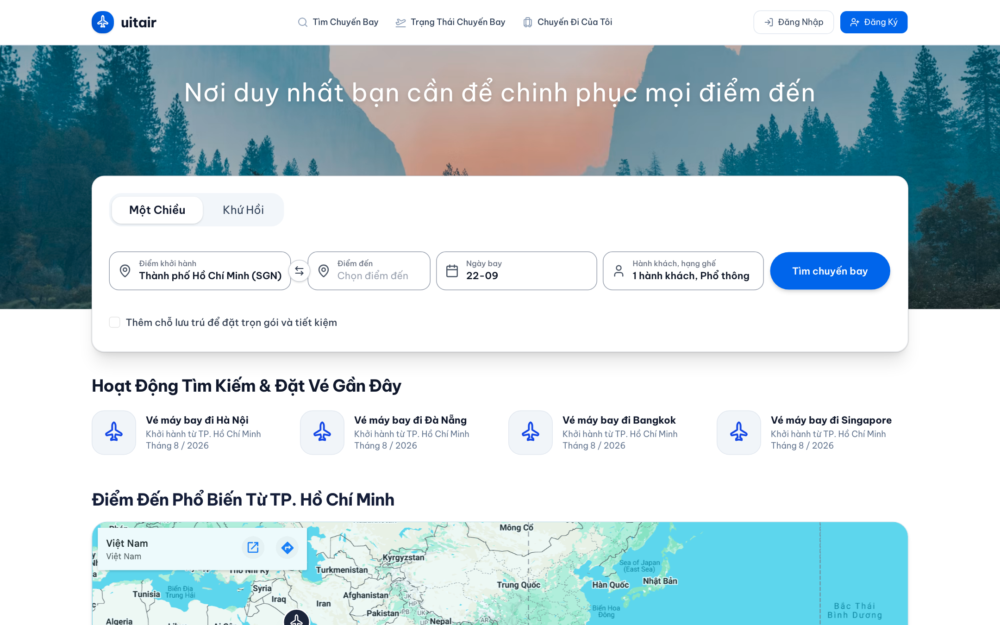 uitair
Tìm Chuyến Bay
Trạng Thái Chuyến Bay
Chuyến Đi Của Tôi
Đăng Nhập
Đăng Ký
Nơi duy nhất bạn cần để chinh phục mọi điểm đến
Một Chiều
Khứ Hồi
Điểm khởi hành
Thành phố Hồ Chí Minh (SGN)
Điểm đến
Chọn điểm đến
Ngày bay
22-09
Hành khách, hạng ghế
1 hành khách, Phổ thông
Tìm chuyến bay
Thêm chỗ lưu trú để đặt trọn gói và tiết kiệm
Hoạt Động Tìm Kiếm & Đặt Vé Gần Đây
Vé máy bay đi Hà Nội
Khởi hành từ TP. Hồ Chí Minh
Tháng 8 / 2026
Vé máy bay đi Đà Nẵng
Khởi hành từ TP. Hồ Chí Minh
Tháng 8 / 2026
Vé máy bay đi Bangkok
Khởi hành từ TP. Hồ Chí Minh
Tháng 8 / 2026
Vé máy bay đi Singapore
Khởi hành từ TP. Hồ Chí Minh
Tháng 8 / 2026
Điểm Đến Phổ Biến Từ TP. Hồ Chí Minh
Việt Nam
Việt Nam
Mông Cổ
Kyrgyzstan
Turkmenistan
Thổ Nhĩ Kỳ
Sea of Japan
(East Sea)
Nhật Bản
Hàn Quốc
Trung Quốc
Syria
Biển Địa
Trung Hải
Tunisia
Afghanistan
Iraq
Iran
JK
HP
PB
UK
Pakistan
Biển Hoa
Đông
Bắc Thái
Bình Dương
Algeria
UP
Nepal
AR